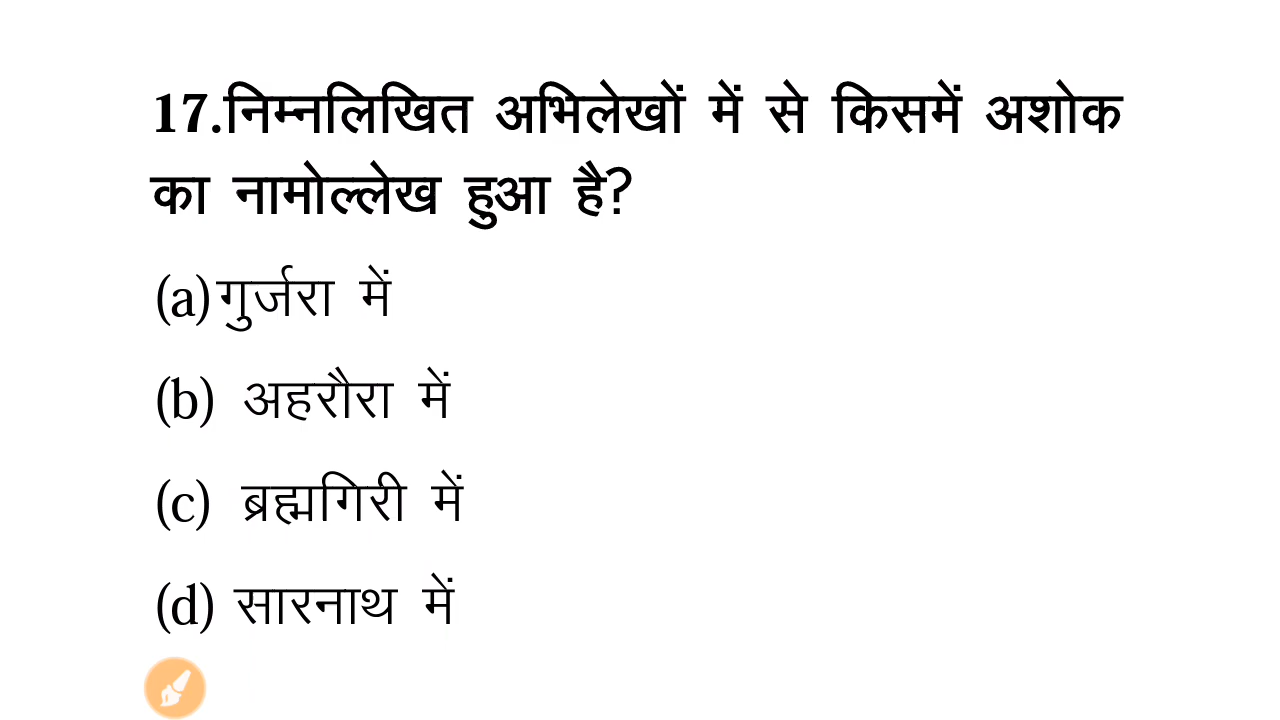 17.निम्नलिखित अभिलेखों में से किसमें अशोक
का नामोल्लेख हुआ है?
(a)गुर्जरा में
(b) अहरौरा में
(c) ब्रह्मगिरी में
(d) सारनाथ में